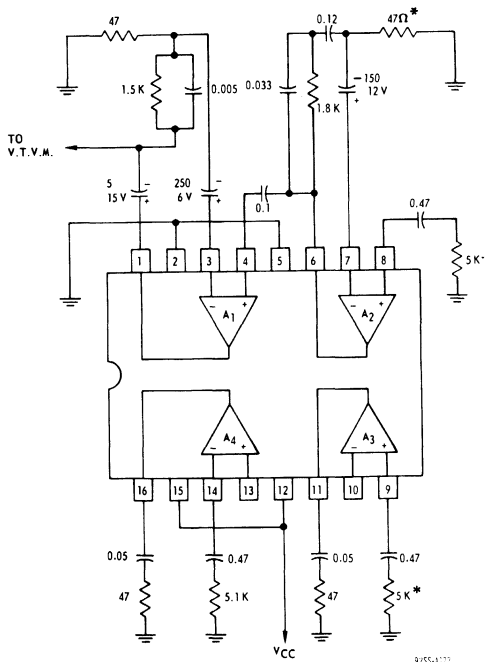 47
0.12
47Ω*
1.5 K
0.005
0.033
1.8K
-150
12 V
+
TO
V.T.V.M.
5
15 V
-
+
250
6 V
-
+
0.1
0.47
5 K*
1 2 3 4 5 6 7 8
- +
A1
- +
A2
A4
- +
A3
- +
16 15 14 13 12 11 10 9
0.05
0.47
0.05
0.47
47
5.1 K
47
5 K*
VCC